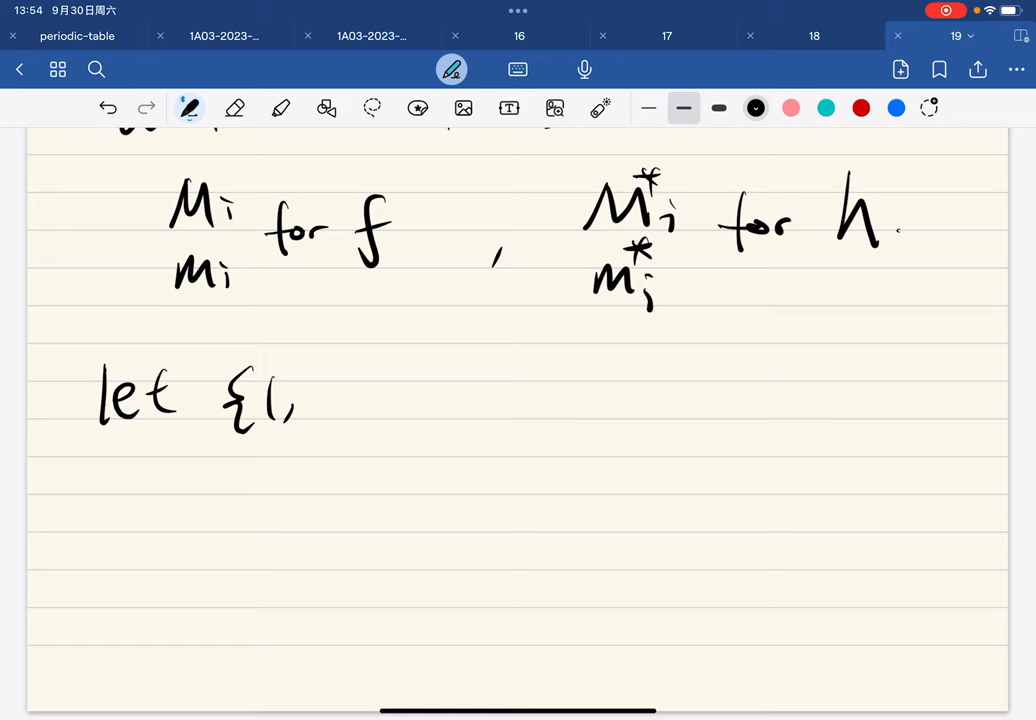 13:54 9月30日周六
periodic-table 1A03-2023-... 1A03-2023-... 16 17 18 19
Mi for f , M*i for h.
mi m*i
let {1,